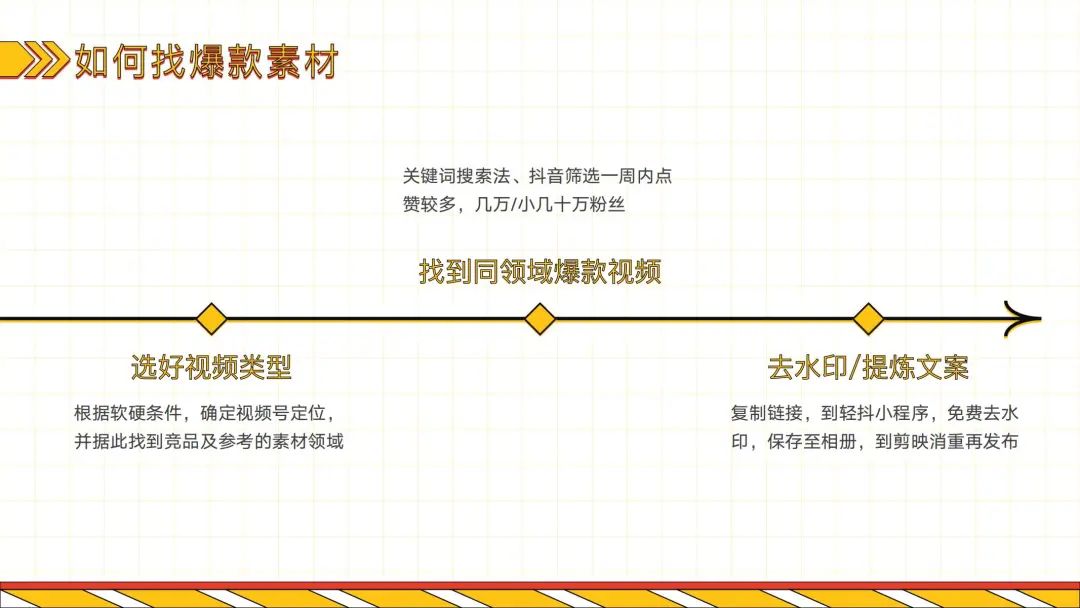 如何找爆款素材
关键词搜索法、抖音筛选一周内点
赞较多，几万/小几十万粉丝
找到同领域爆款视频
选好视频类型
根据软硬条件，确定视频号定位，
并据此找到竞品及参考的素材领域
去水印/提炼文案
复制链接，到轻抖小程序，免费去水
印，保存至相册，到剪映消重再发布